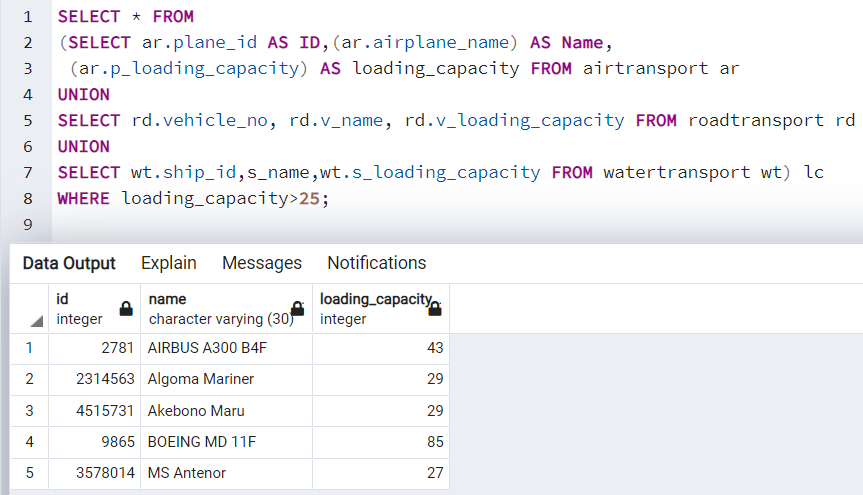 1 SELECT * FROM
2 (SELECT ar.plane_id AS ID,(ar.airplane_name) AS Name,
3 (ar.p_loading_capacity) AS loading_capacity FROM airtransport ar
4 UNION
5 SELECT rd.vehicle_no, rd.v_name, rd.v_loading_capacity FROM roadtransport rd
6 UNION
7 SELECT wt.ship_id,s_name,wt.s_loading_capacity FROM watertransport wt) lc
8 WHERE loading_capacity>25;
9
Data Output Explain Messages Notifications
id name loading_capacity
integer character varying (30) integer
1 2781 AIRBUS A300 B4F 43
2 2314563 Algoma Mariner 29
3 4515731 Akebono Maru 29
4 9865 BOEING MD 11F 85
5 3578014 MS Antenor 27